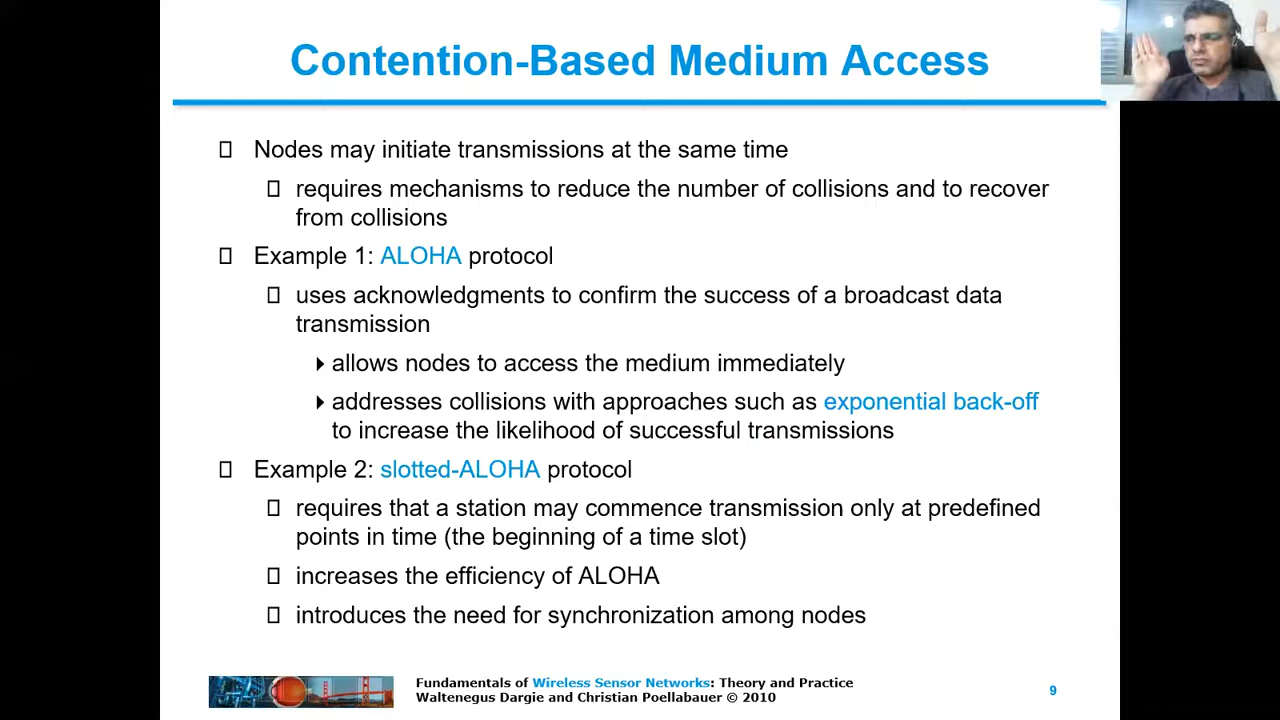 Contention-Based Medium Access
Nodes may initiate transmissions at the same time
requires mechanisms to reduce the number of collisions and to recover
from collisions
Example 1: ALOHA protocol
uses acknowledgments to confirm the success of a broadcast data
transmission
allows nodes to access the medium immediately
addresses collisions with approaches such as exponential back-off
to increase the likelihood of successful transmissions
Example 2: slotted-ALOHA protocol
requires that a station may commence transmission only at predefined
points in time (the beginning of a time slot)
increases the efficiency of ALOHA
introduces the need for synchronization among nodes
Fundamentals of Wireless Sensor Networks: Theory and Practice
Waltenegus Dargie and Christian Poellabauer © 2010
9